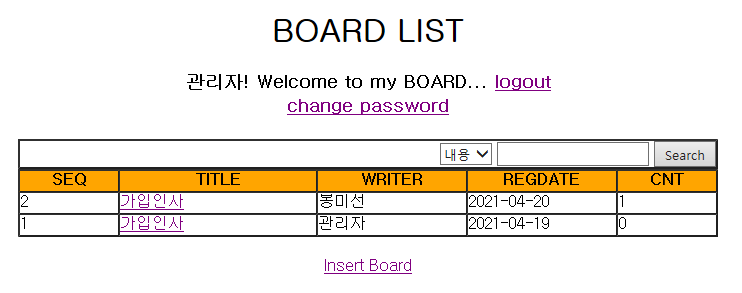 BOARD LIST
관리자! Welcome to my BOARD... logout
change password
내용 Search
SEQ TITLE WRITER REGDATE CNT
2 가입인사 봉미선 2021-04-20 1
1 가입인사 관리자 2021-04-19 0
Insert Board